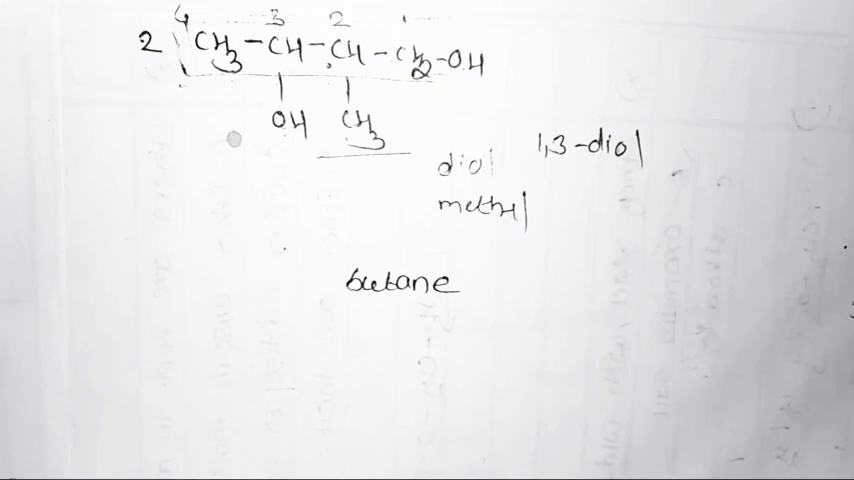 4 3 2 1
2 CH3-CH-CH-CH2-OH
OH CH3
diol 1,3-diol
methyl
butane